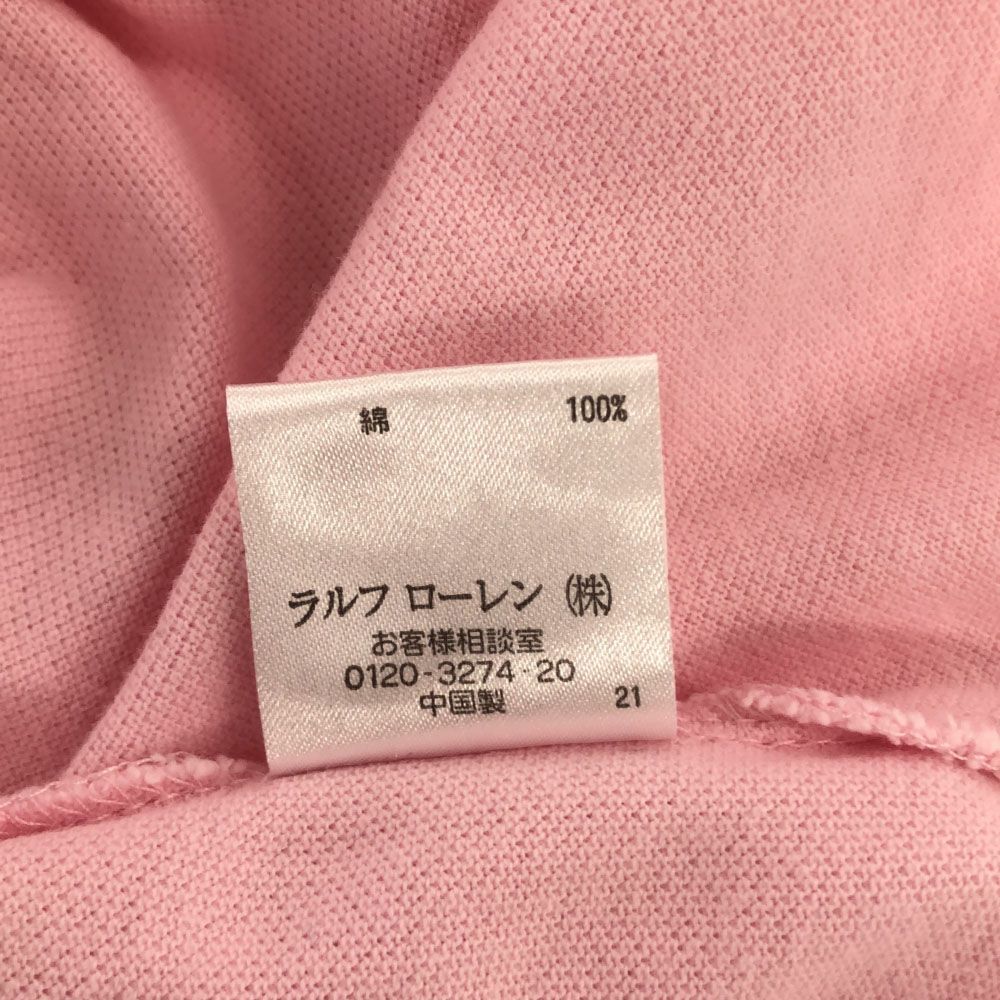 綿 100%
ラルフ ローレン (株)
お客様相談室
0120-3274-20
中国製 21